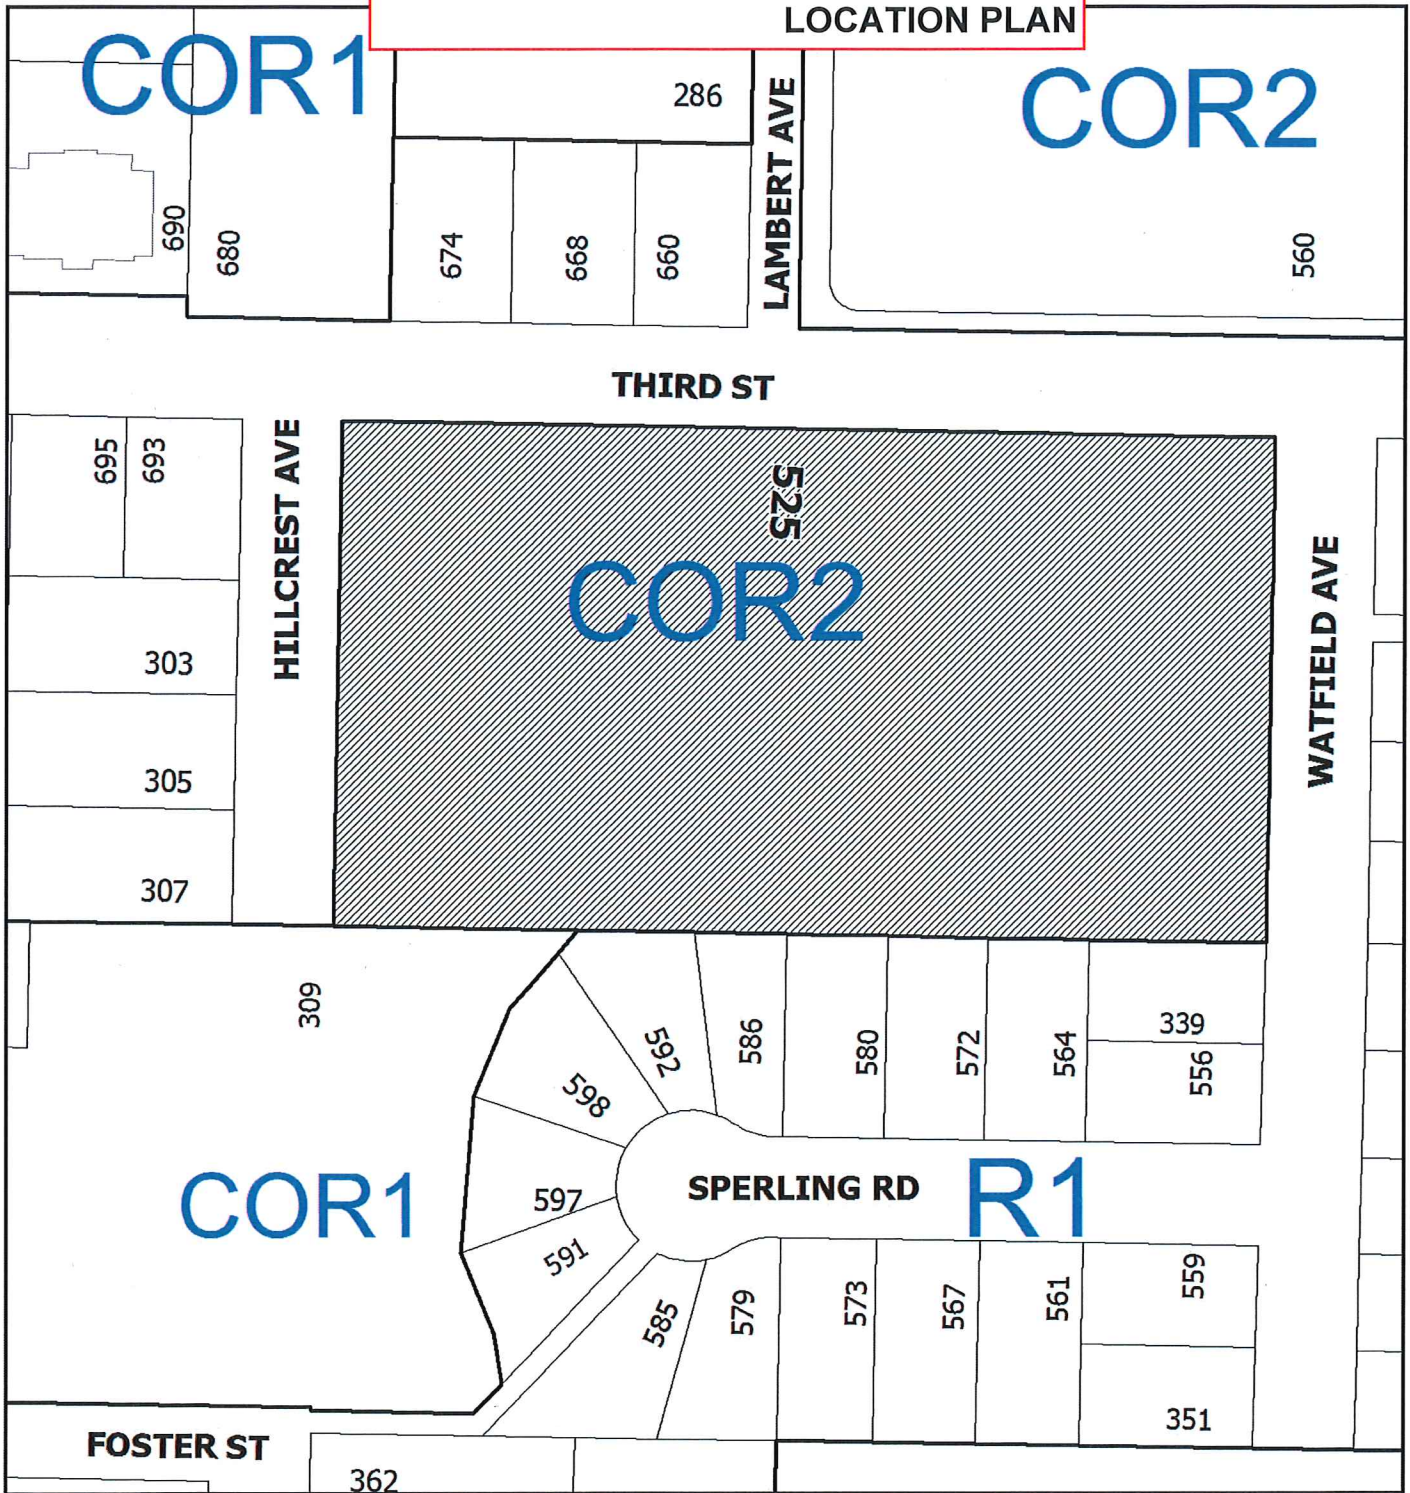 LOCATION PLAN
COR1
286
LAMBERT AVE
COR2
690
680
674
668
660
560
THIRD ST
695
693
HILLCREST AVE
525
COR2
WATFIELD AVE
303
305
307
309
592
586
580
572
564
339
556
598
COR1
597
SPERLING RD
R1
591
585
579
573
567
561
559
351
FOSTER ST
362